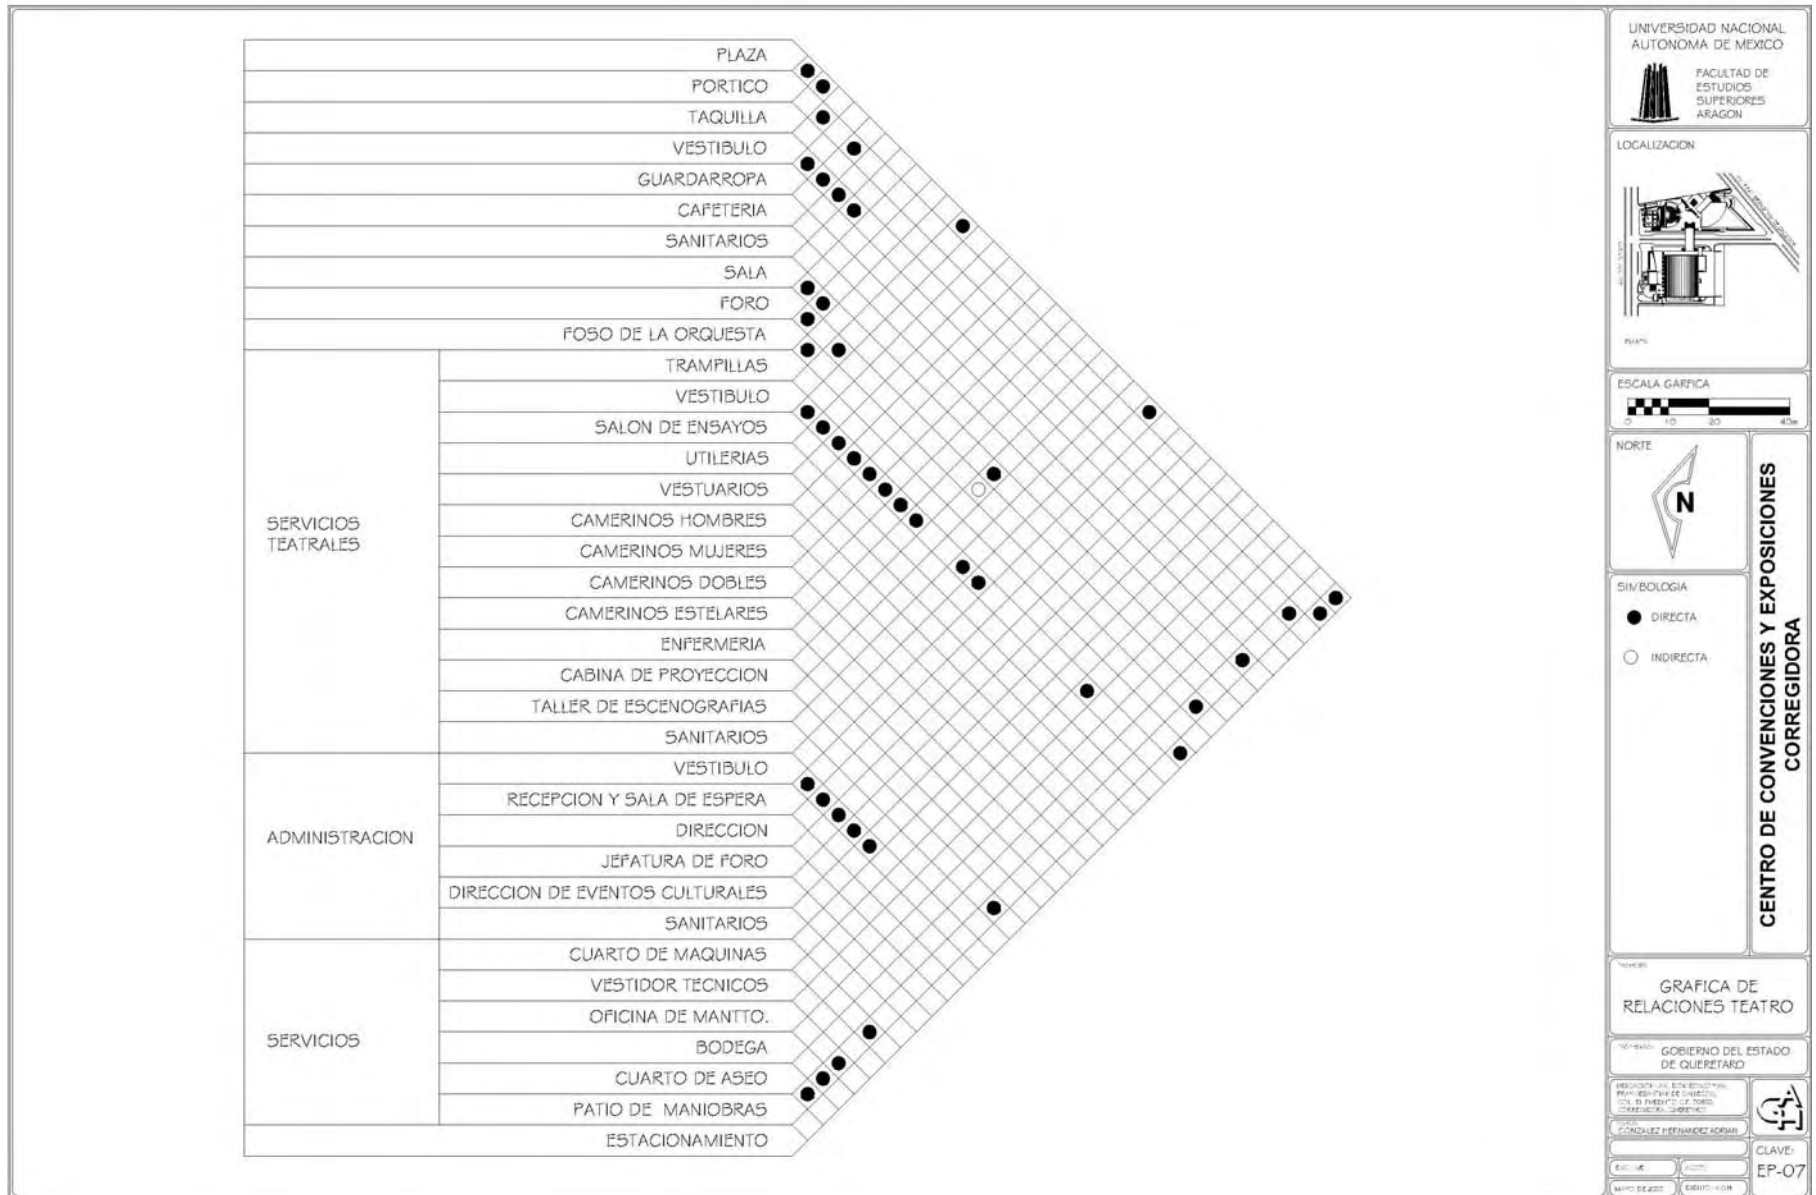 PLAZA
PORTICO
TAQUILLA
VESTIBULO
GUARDARROPA
CAFETERIA
SANITARIOS
SALA
FORO
FOSO DE LA ORQUESTA
SERVICIOS
TEATRALES
TRAMPILLAS
VESTIBULO
SALON DE ENSAYOS
UTILERIAS
VESTUARIOS
CAMERINOS HOMBRES
CAMERINOS MUJERES
CAMERINOS DOBLES
CAMERINOS ESTELARES
ENFERMERIA
CABINA DE PROYECCION
TALLER DE ESCENOGRAFIAS
SANITARIOS
ADMINISTRACION
VESTIBULO
RECEPCION Y SALA DE ESPERA
DIRECCION
JEFATURA DE FORO
DIRECCION DE EVENTOS CULTURALES
SANITARIOS
SERVICIOS
CUARTO DE MAQUINAS
VESTIDOR TECNICOS
OFICINA DE MANTTO.
BODEGA
CUARTO DE ASEO
PATIO DE MANIOBRAS
ESTACIONAMIENTO
UNIVERSIDAD NACIONAL
AUTONOMA DE MEXICO
FACULTAD DE
ESTUDIOS
SUPERIORES
ARAGON
LOCALIZACION
ESCALA GARFICA
0 10 20 40m
NORTE
N
SIMBOLOGIA
DIRECTA
INDIRECTA
CENTRO DE CONVENCIONES Y EXPOSICIONES
CORREGIDORA
GRAFICA DE
RELACIONES TEATRO
GOBIERNO DEL ESTADO
DE QUERETARO
GONZALEZ HERNANDEZ ADRIAN
CLAVE:
EP-07